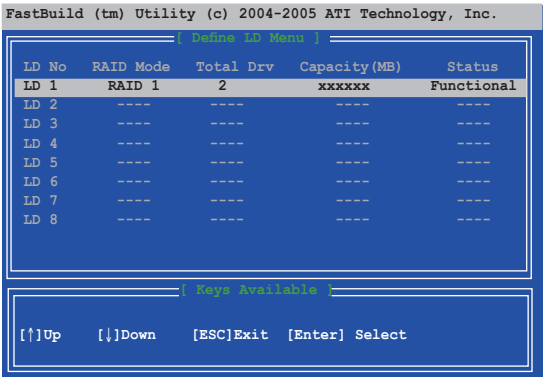 FastBuild (tm) Utility (c) 2004-2005 ATI Technology, Inc.
[ Define LD Menu ]
LD No RAID Mode Total Drv Capacity(MB) Status
LD 1 RAID 1 2 xxxxxx Functional
LD 2 ---- ---- ---- ----
LD 3 ---- ---- ---- ----
LD 4 ---- ---- ---- ----
LD 5 ---- ---- ---- ----
LD 6 ---- ---- ---- ----
LD 7 ---- ---- ---- ----
LD 8 ---- ---- ---- ----
[ Keys Available ]
[↑]Up [↓]Down [ESC]Exit [Enter] Select